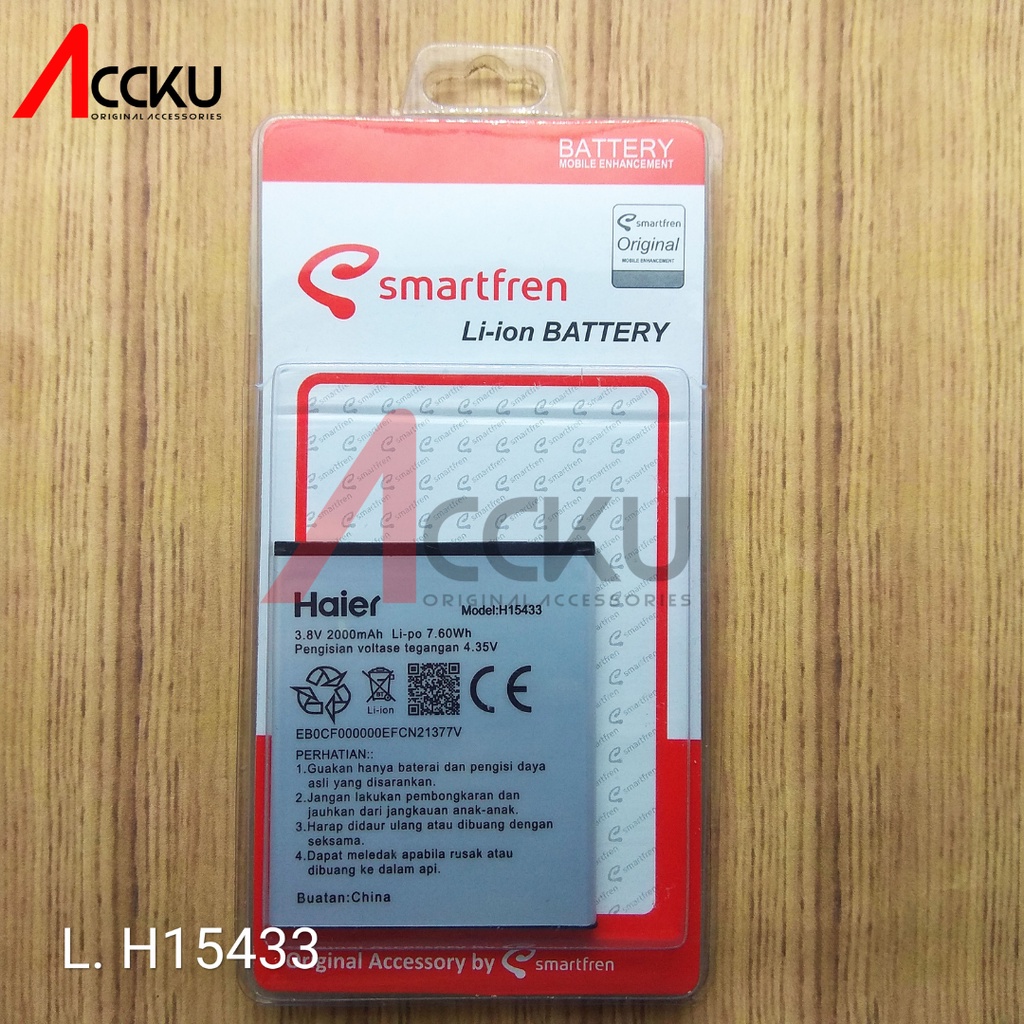 ACCKU
ORIGINAL ACCESSORIES
BATTERY
MOBILE ENHANCEMENT
smartfren
Original
MOBILE ENHANCEMENT
smartfren
Li-ion BATTERY
ACCKU
ORIGINAL ACCESSORIES
Haier
Model:H15433
3.8V 2000mAh Li-po 7.60Wh
Pengisian voltase tegangan 4.35V
Li-ion
CE
EB0CF000000EFCN21377V
PERHATIAN::
1.Guakan hanya baterai dan pengisi daya
asli yang disarankan.
2.Jangan lakukan pembongkaran dan
jauhkan dari jangkauan anak-anak.
3.Harap didaur ulang atau dibuang dengan
seksama.
4.Dapat meledak apabila rusak atau
dibuang ke dalam api.
Buatan:China
L. H15433
Original Accessory by smartfren